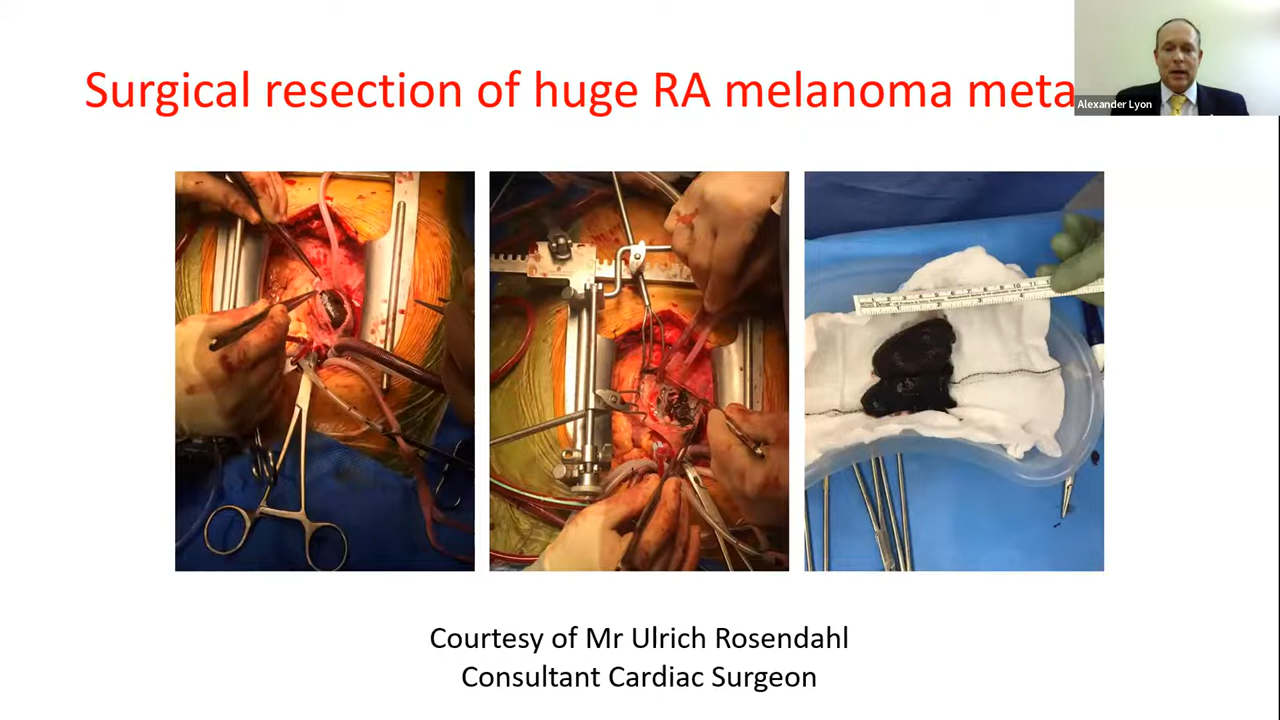 Surgical resection of huge RA melanoma meta
Alexander Lyon
Courtesy of Mr Ulrich Rosendahl
Consultant Cardiac Surgeon